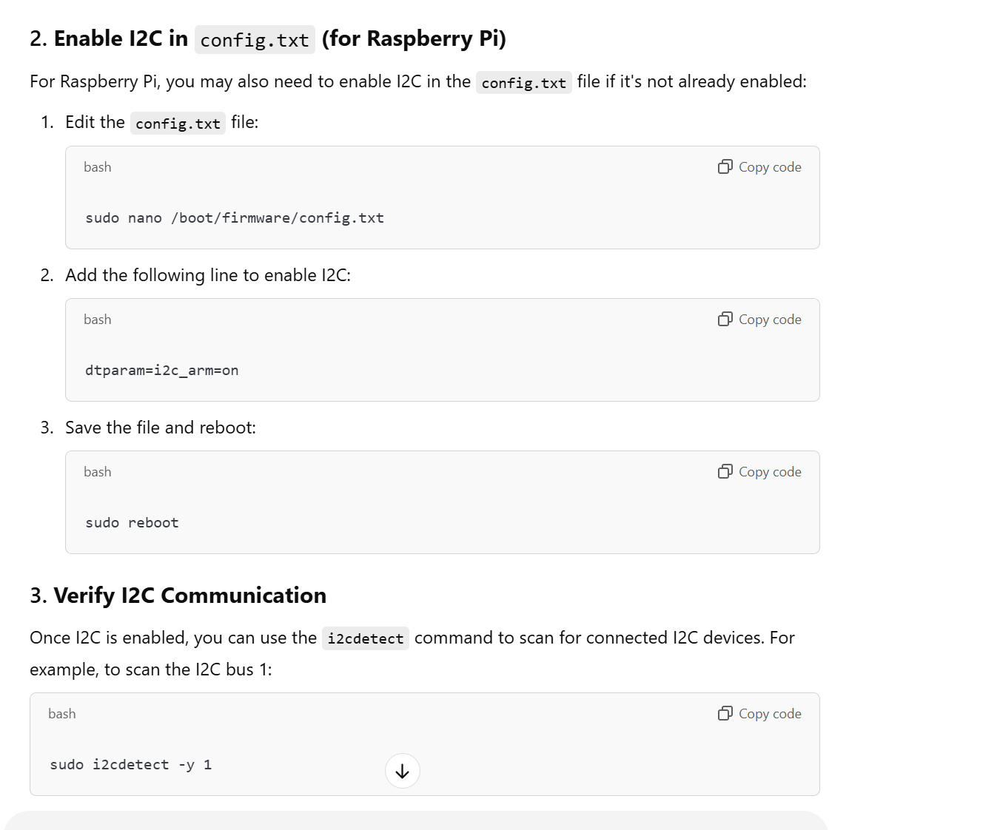 2. Enable I2C in config.txt (for Raspberry Pi)
For Raspberry Pi, you may also need to enable I2C in the config.txt file if it's not already enabled:
1. Edit the config.txt file:
bash
Copy code
sudo nano /boot/firmware/config.txt
2. Add the following line to enable I2C:
bash
Copy code
dtparam=i2c_arm=on
3. Save the file and reboot:
bash
Copy code
sudo reboot
3. Verify I2C Communication
Once I2C is enabled, you can use the i2cdetect command to scan for connected I2C devices. For
example, to scan the I2C bus 1:
bash
Copy code
sudo i2cdetect -y 1